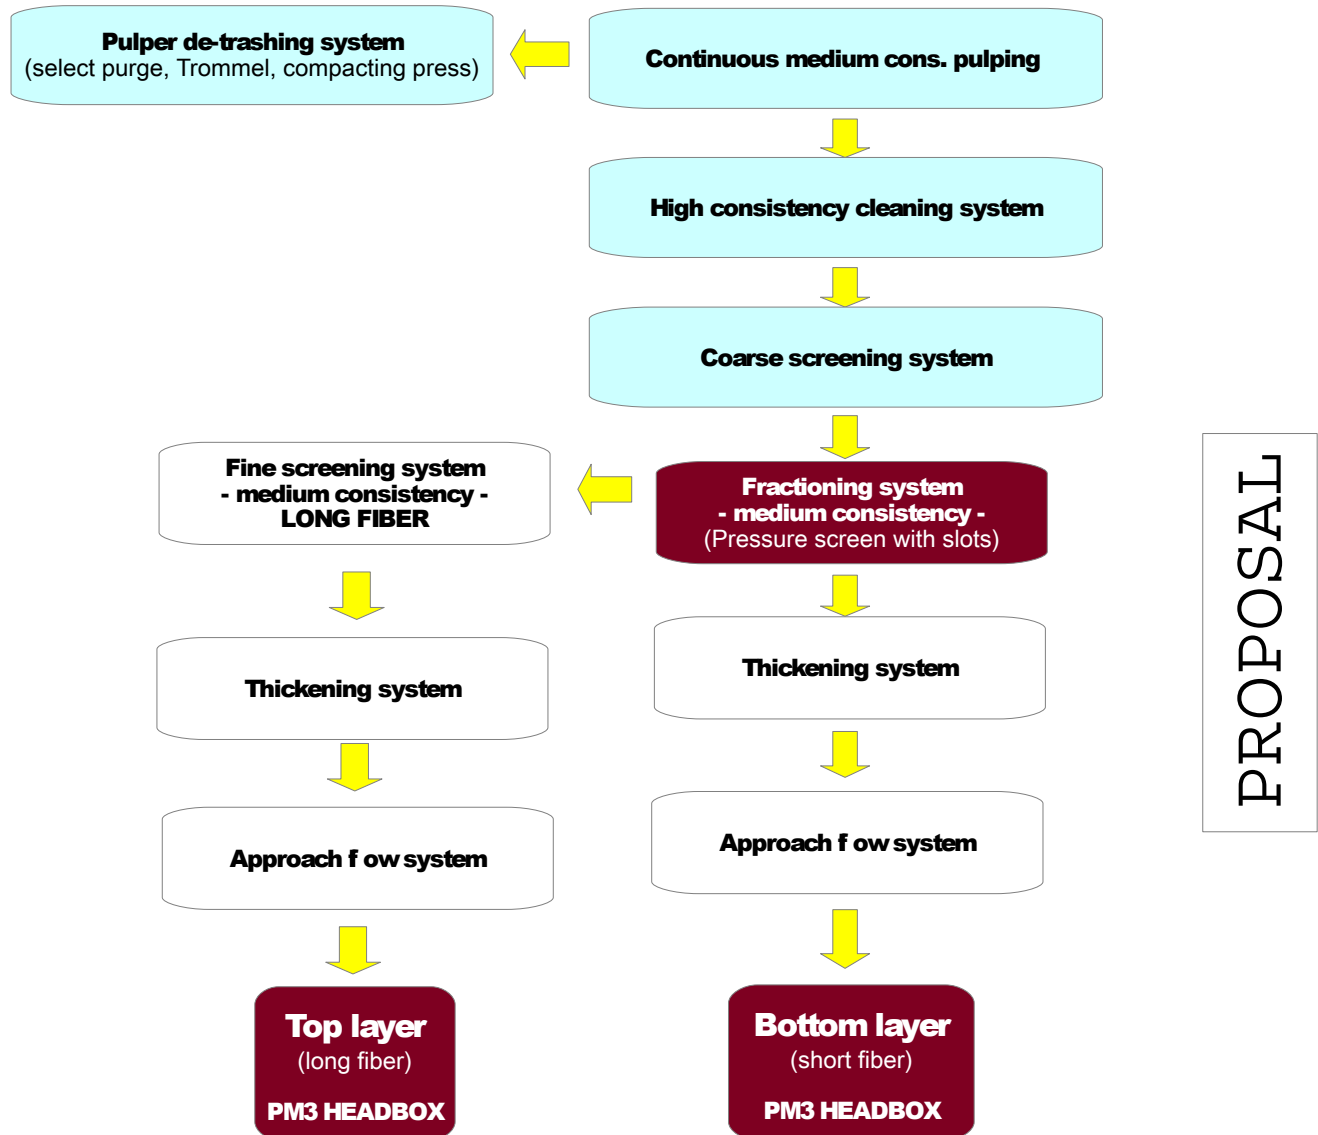 Pulper de-trashing system
(select purge, Trommel, compacting press)
Continuous medium cons. pulping
High consistency cleaning system
Coarse screening system
Fine screening system
- medium consistency -
LONG FIBER
Fractioning system
- medium consistency -
(Pressure screen with slots)
Thickening system
Thickening system
Approach f ow system
Approach f ow system
Top layer
(long fiber)
PM3 HEADBOX
Bottom layer
(short fiber)
PM3 HEADBOX
PROPOSAL